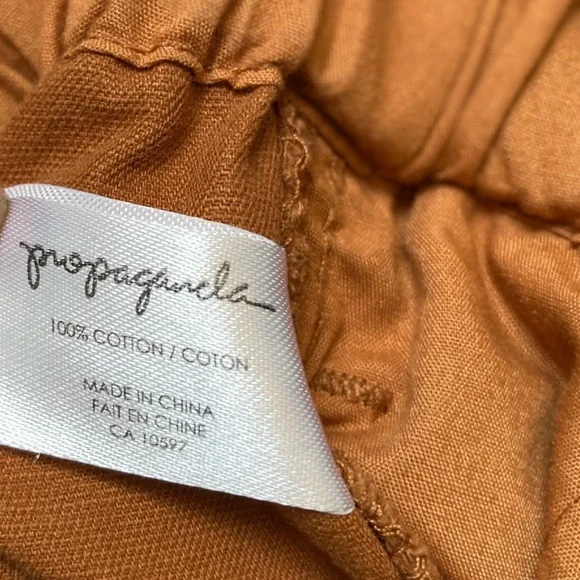 propaganda
100% COTTON / COTON
MADE IN CHINA
FAIT EN CHINE
CA 10597